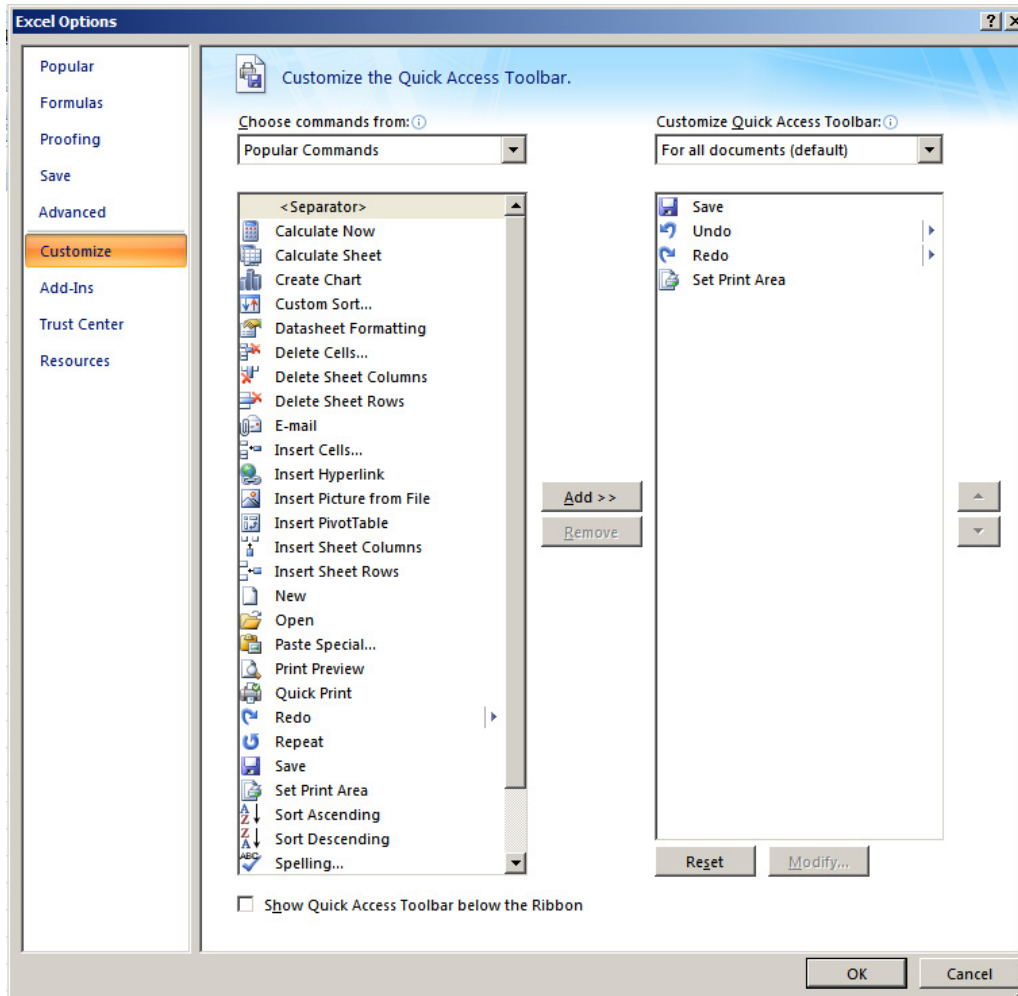 Excel Options
Popular
Formulas
Proofing
Save
Advanced
Customize
Add-Ins
Trust Center
Resources
Customize the Quick Access Toolbar.
Choose commands from:
Popular Commands
<Separator>
Calculate Now
Calculate Sheet
Create Chart
Custom Sort...
Datasheet Formatting
Delete Cells...
Delete Sheet Columns
Delete Sheet Rows
E-mail
Insert Cells...
Insert Hyperlink
Insert Picture from File
Insert PivotTable
Insert Sheet Columns
Insert Sheet Rows
New
Open
Paste Special...
Print Preview
Quick Print
Redo
Repeat
Save
Set Print Area
Sort Ascending
Sort Descending
Spelling...
Show Quick Access Toolbar below the Ribbon
Add >>
Remove
Customize Quick Access Toolbar:
For all documents (default)
Save
Undo
Redo
Set Print Area
Reset
Modify...
OK
Cancel